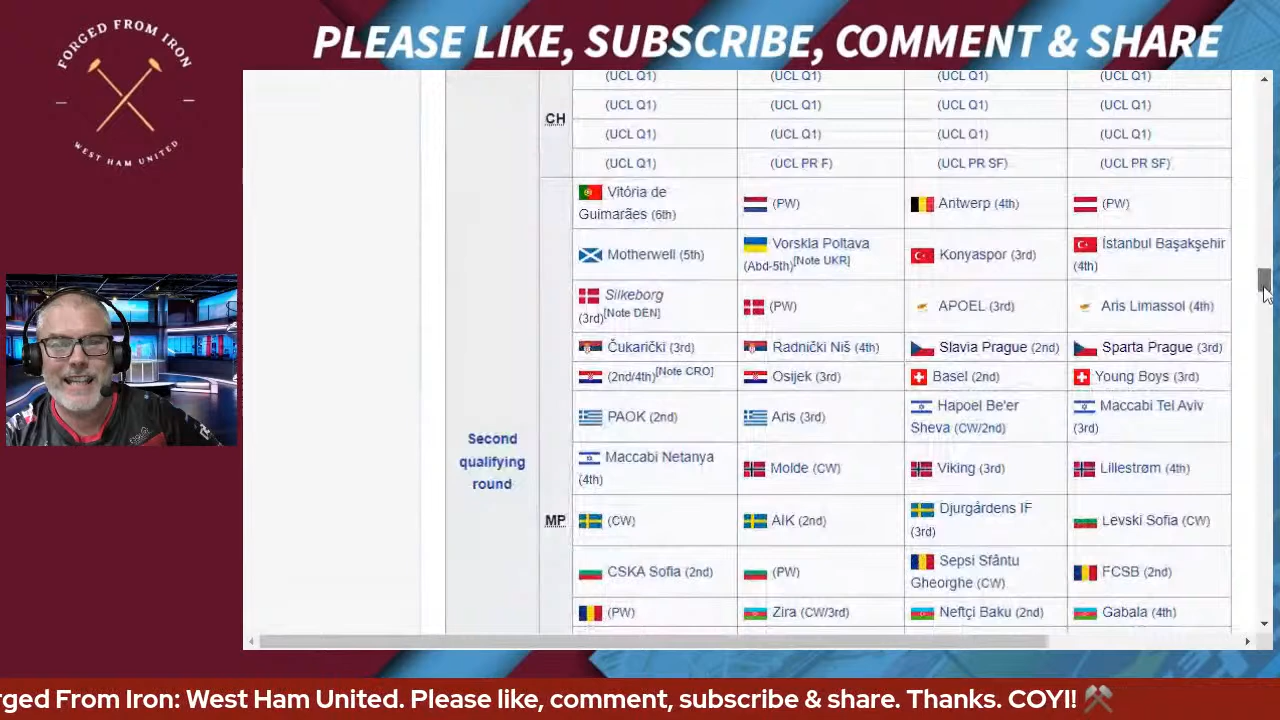 FORGED FROM IRON
WEST HAM UNITED
PLEASE LIKE, SUBSCRIBE, COMMENT & SHARE
(UCL Q1) (UCL Q1) (UCL Q1) (UCL Q1)
CH
(UCL Q1) (UCL Q1) (UCL Q1) (UCL Q1)
(UCL Q1) (UCL Q1) (UCL Q1) (UCL Q1)
(UCL Q1) (UCL PR F) (UCL PR SF) (UCL PR SF)
Second
qualifying
round
MP
Vitória de
Guimarães (6th)
(PW)
Antwerp (4th)
(PW)
Motherwell (5th)
Vorskla Poltava
(Abd-5th)[Note UKR]
Konyaspor (3rd)
İstanbul Başakşehir
(4th)
Silkeborg
(3rd)[Note DEN]
(PW)
APOEL (3rd)
Aris Limassol (4th)
Čukarički (3rd)
Radnički Niš (4th)
Slavia Prague (2nd)
Sparta Prague (3rd)
(2nd/4th)[Note CRO]
Osijek (3rd)
Basel (2nd)
Young Boys (3rd)
PAOK (2nd)
Aris (3rd)
Hapoel Be'er
Sheva (CW/2nd)
Maccabi Tel Aviv
(3rd)
Maccabi Netanya
(4th)
Molde (CW)
Viking (3rd)
Lillestrøm (4th)
(CW)
AIK (2nd)
Djurgårdens IF
(3rd)
Levski Sofia (CW)
CSKA Sofia (2nd)
(PW)
Sepsi Sfântu
Gheorghe (CW)
FCSB (2nd)
(PW)
Zira (CW/3rd)
Neftçi Baku (2nd)
Gabala (4th)
rged From Iron: West Ham United. Please like, comment, subscribe & share. Thanks. COYI!